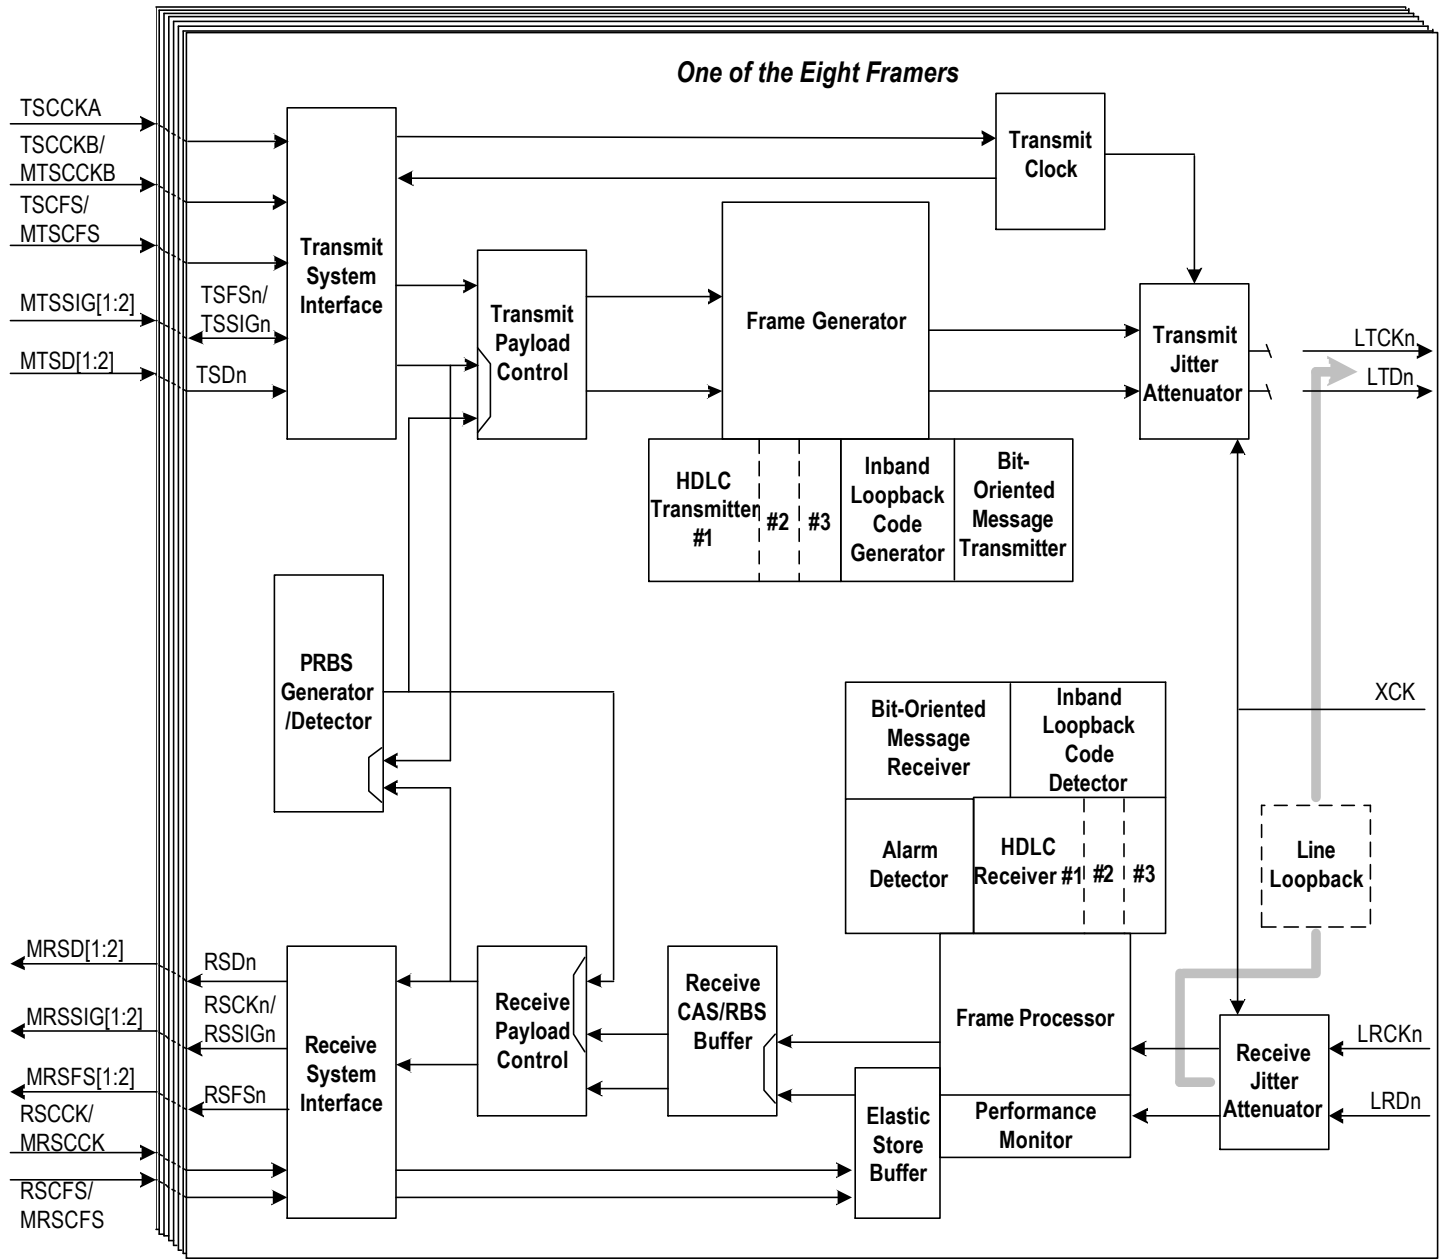 One of the Eight Framers
TSCCKA
TSCCKB/
MTSCCKB
TSCFS/
MTSCFS
MTSSIG[1:2]
MTSD[1:2]
TSFSn/
TSSIGn
TSDn
Transmit
System
Interface
Transmit
Payload
Control
Frame Generator
Transmit
Clock
Transmit
Jitter
Attenuator
LTCKn
LTDn
HDLC
Transmitter
#1
#2
#3
Inband
Loopback
Code
Generator
Bit-
Oriented
Message
Transmitter
PRBS
Generator
/Detector
XCK
Bit-Oriented
Message
Receiver
Inband
Loopback
Code
Detector
Alarm
Detector
HDLC
Receiver #1
#2
#3
Line
Loopback
MRSD[1:2]
MRSSIG[1:2]
MRSFS[1:2]
RSCCK/
MRSCCK
RSCFS/
MRSCFS
RSDn
RSCKn/
RSSIGn
RSFSn
Receive
System
Interface
Receive
Payload
Control
Receive
CAS/RBS
Buffer
Frame Processor
Performance
Monitor
Elastic
Store
Buffer
Receive
Jitter
Attenuator
LRCKn
LRDn